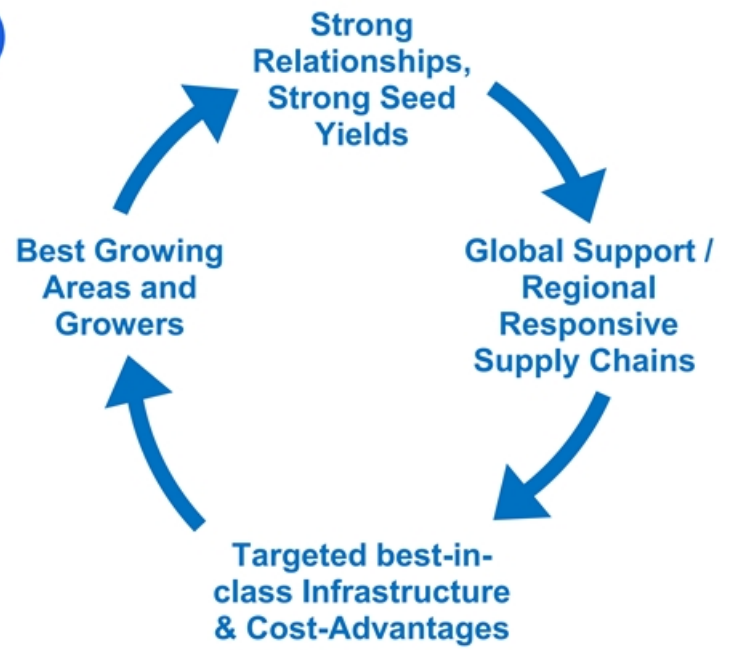 Strong
Relationships,
Strong Seed
Yields
Global Support /
Regional
Responsive
Supply Chains
Targeted best-in-
class Infrastructure
& Cost-Advantages
Best Growing
Areas and
Growers